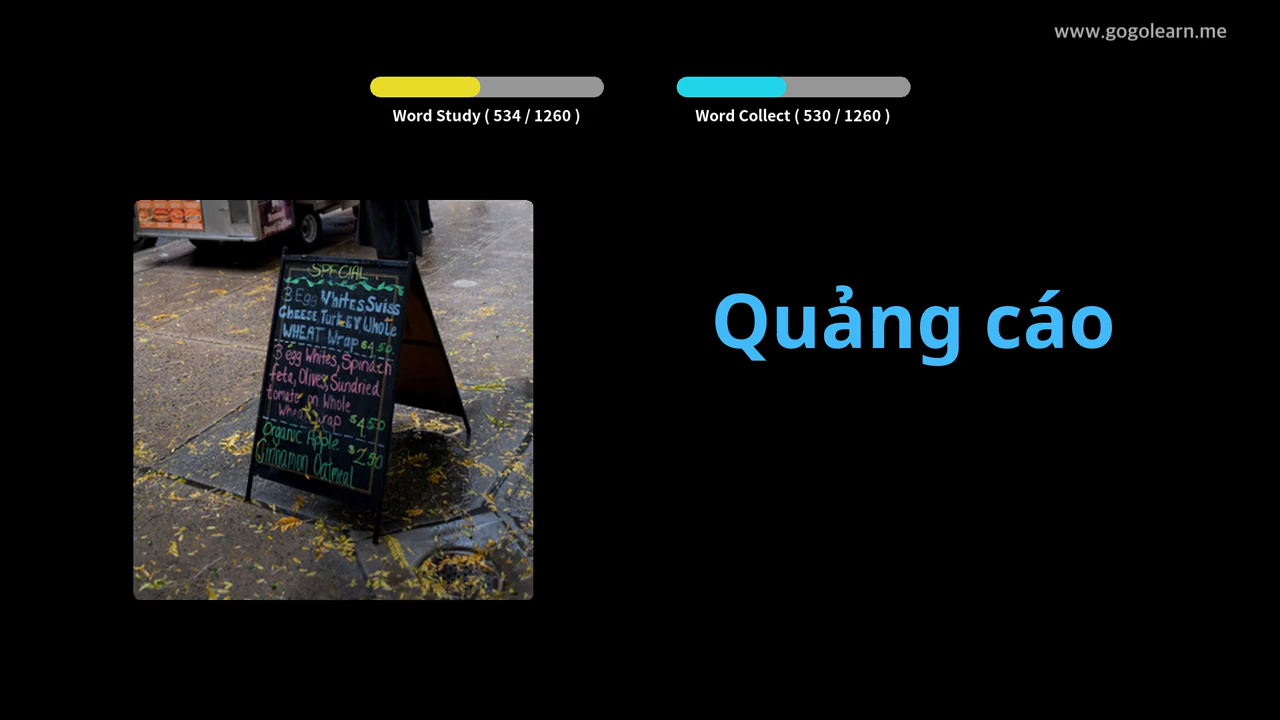 www.gogolearn.me
Word Study ( 534 / 1260 )
Word Collect ( 530 / 1260 )
SPECIAL
3 Egg Whites, Swiss
Cheese, Turkey Whole
WHEAT Wrap $4.50
3 egg Whites, Spinach
feta, Olives, Sundried
tomato on Whole
Wheat Wrap $4.50
Organic Apple $2.50
Cinnamon Oatmeal
Quảng cáo